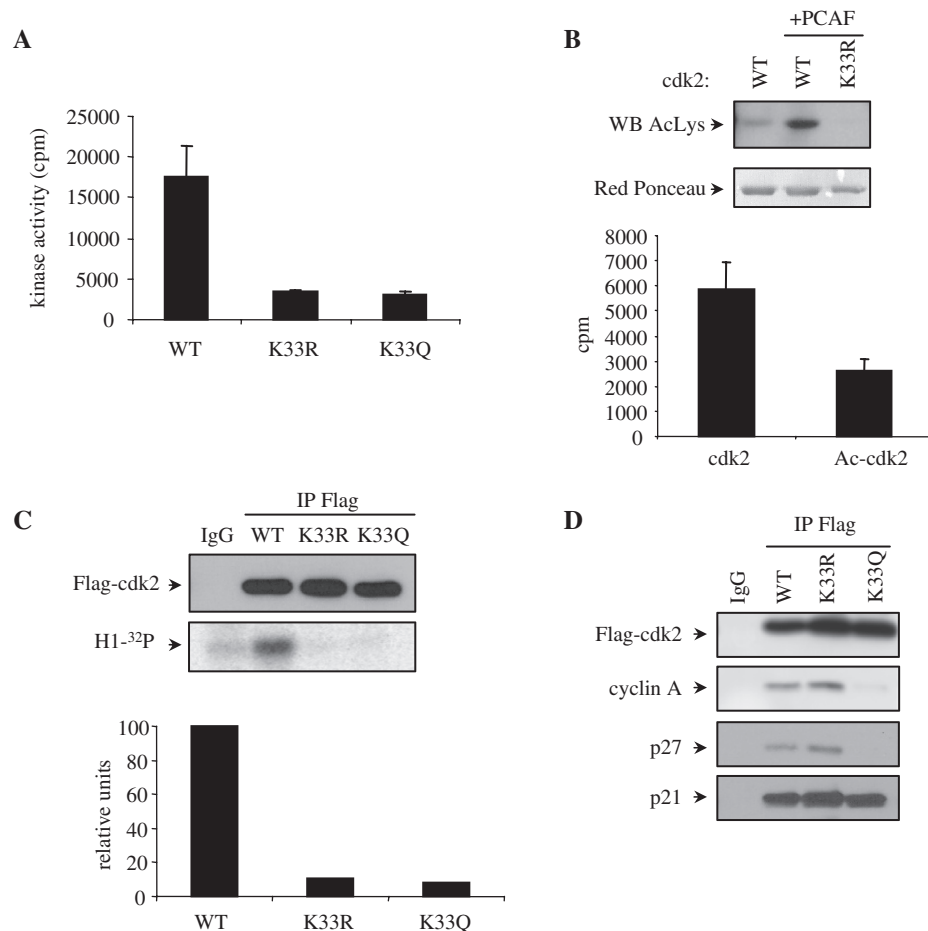 A
kinase activity (cpm)
25000
20000
15000
10000
5000
0
WT K33R K33Q
B
+PCAF
cdk2: WT WT K33R
WB AcLys
Red Ponceau
cpm
8000
7000
6000
5000
4000
3000
2000
1000
0
cdk2 Ac-cdk2
C
IP Flag
IgG WT K33R K33Q
Flag-cdk2
H1-³²P
relative units
100
80
60
40
20
0
WT K33R K33Q
D
IP Flag
IgG WT K33R K33Q
Flag-cdk2
cyclin A
p27
p21